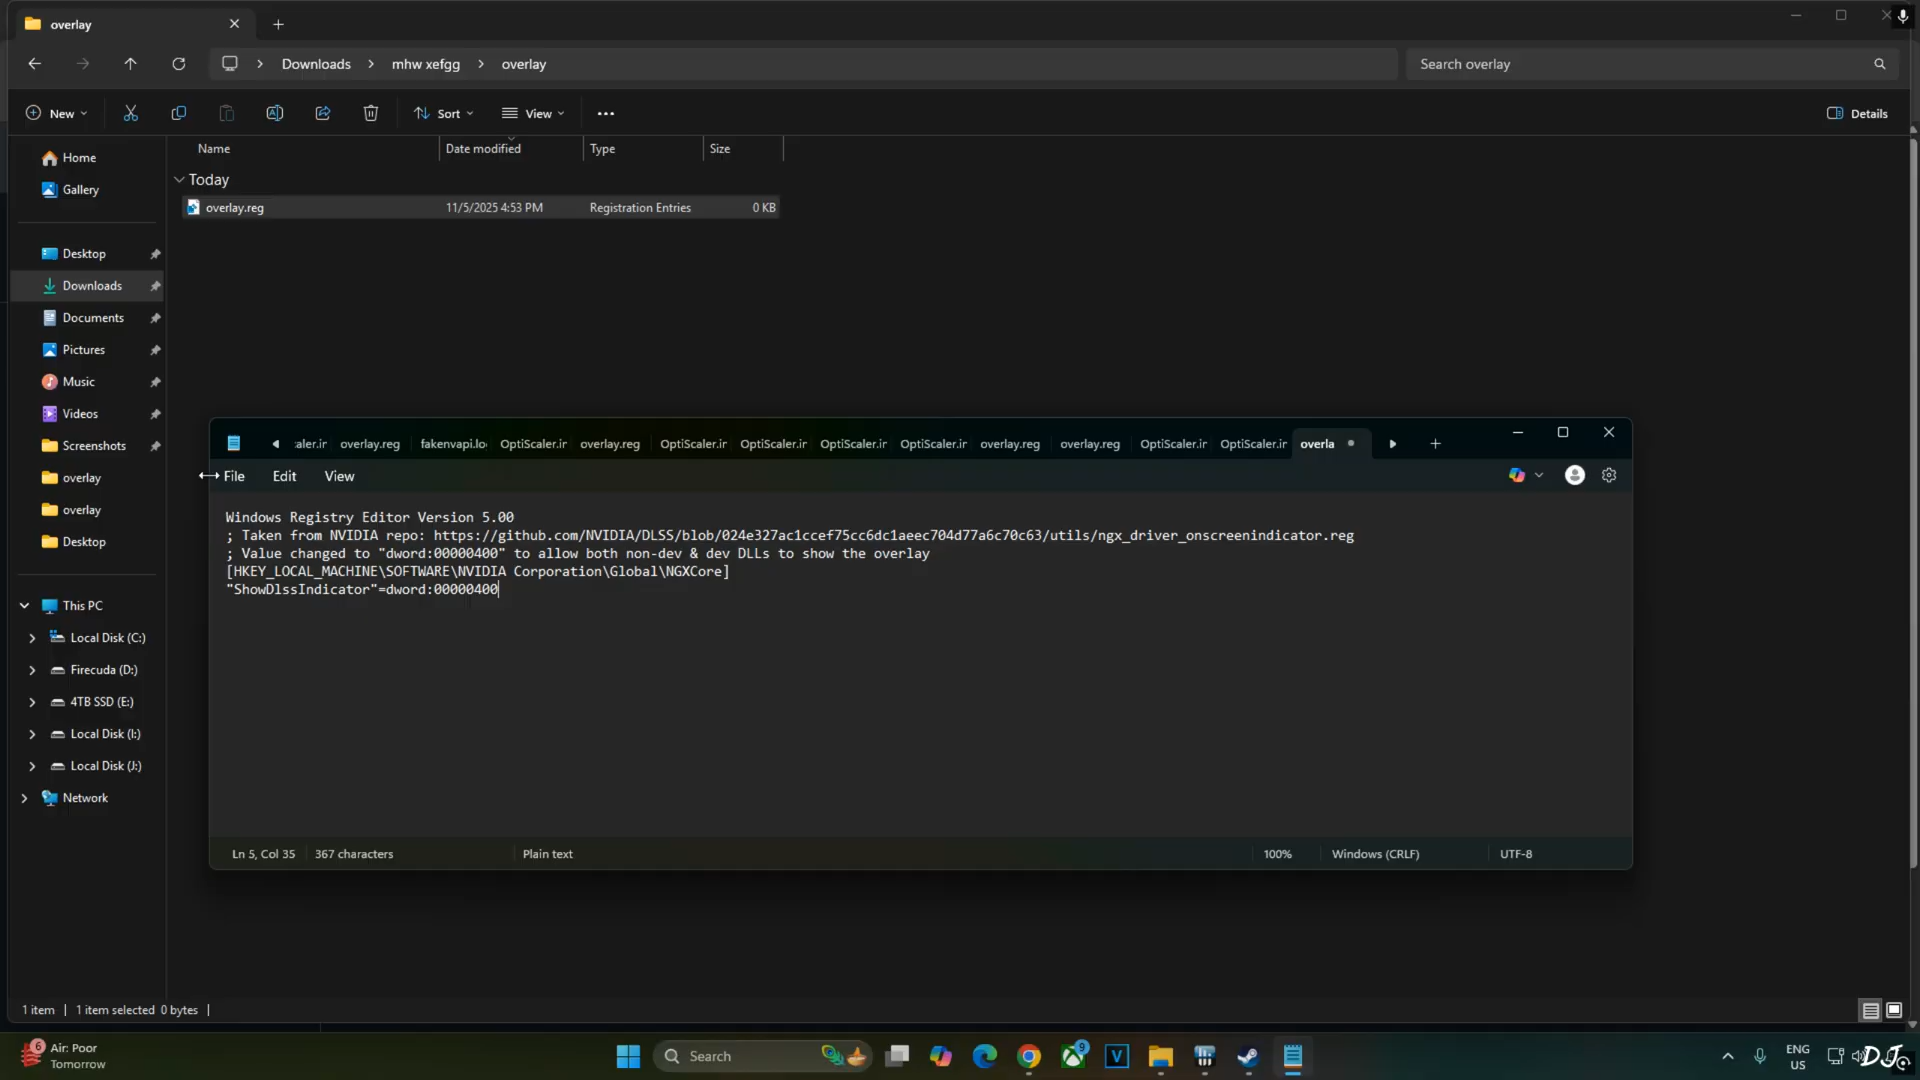 overlay
Downloads > mhw xefgg > overlay
Search overlay
New
Sort
View
Details
Name
Date modified
Type
Size
Today
overlay.reg
11/5/2025 4:53 PM
Registration Entries
0 KB
Home
Gallery
Desktop
Downloads
Documents
Pictures
Music
Videos
Screenshots
overlay
overlay
Desktop
This PC
Local Disk (C:)
Firecuda (D:)
4TB SSD (E:)
Local Disk (I:)
Local Disk (J:)
Network
caler.ir
overlay.reg
fakenvapi.lo
OptiScaler.ir
overlay.reg
OptiScaler.ir
OptiScaler.ir
OptiScaler.ir
OptiScaler.ir
overlay.reg
overlay.reg
OptiScaler.ir
OptiScaler.ir
overla
File
Edit
View
Windows Registry Editor Version 5.00
; Taken from NVIDIA repo: https://github.com/NVIDIA/DLSS/blob/024e327ac1ccef75cc6dc1aeec704d77a6c70c63/utils/ngx_driver_onscreenindicator.reg
; Value changed to "dword:00000400" to allow both non-dev & dev DLLs to show the overlay
[HKEY_LOCAL_MACHINE\SOFTWARE\NVIDIA Corporation\Global\NGXCore]
"ShowDlssIndicator"=dword:00000400
Ln 5, Col 35
367 characters
Plain text
100%
Windows (CRLF)
UTF-8
1 item
1 item selected 0 bytes
6
Air: Poor
Tomorrow
Search
9
V
ENG
US
DJ